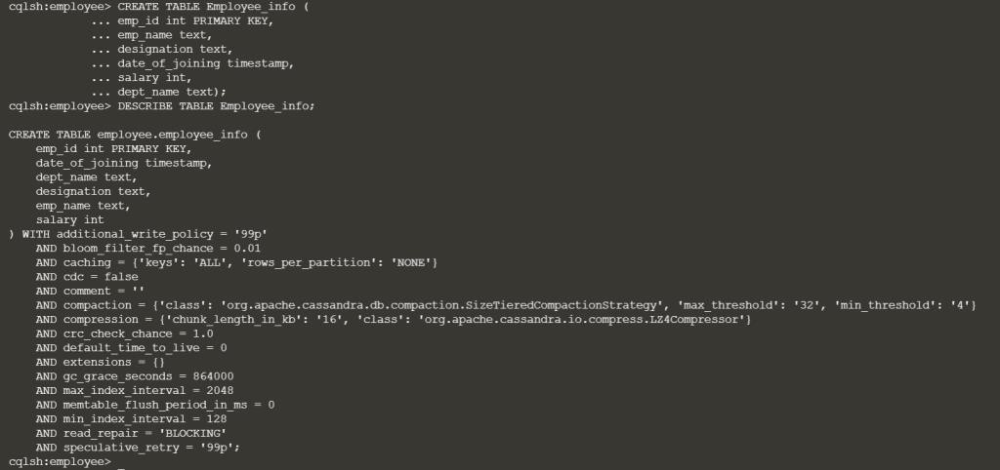 cqlsh:employee> CREATE TABLE Employee_info (
... emp_id int PRIMARY KEY,
... emp_name text,
... designation text,
... date_of_joining timestamp,
... salary int,
... dept_name text);
cqlsh:employee> DESCRIBE TABLE Employee_info;
CREATE TABLE employee.employee_info (
emp_id int PRIMARY KEY,
date_of_joining timestamp,
dept_name text,
designation text,
emp_name text,
salary int
) WITH additional_write_policy = '99p'
AND bloom_filter_fp_chance = 0.01
AND caching = {'keys': 'ALL', 'rows_per_partition': 'NONE'}
AND cdc = false
AND comment = ''
AND compaction = {'class': 'org.apache.cassandra.db.compaction.SizeTieredCompactionStrategy', 'max_threshold': '32', 'min_threshold': '4'}
AND compression = {'chunk_length_in_kb': '16', 'class': 'org.apache.cassandra.io.compress.LZ4Compressor'}
AND crc_check_chance = 1.0
AND default_time_to_live = 0
AND extensions = {}
AND gc_grace_seconds = 864000
AND max_index_interval = 2048
AND memtable_flush_period_in_ms = 0
AND min_index_interval = 128
AND read_repair = 'BLOCKING'
AND speculative_retry = '99p';
cqlsh:employee> _